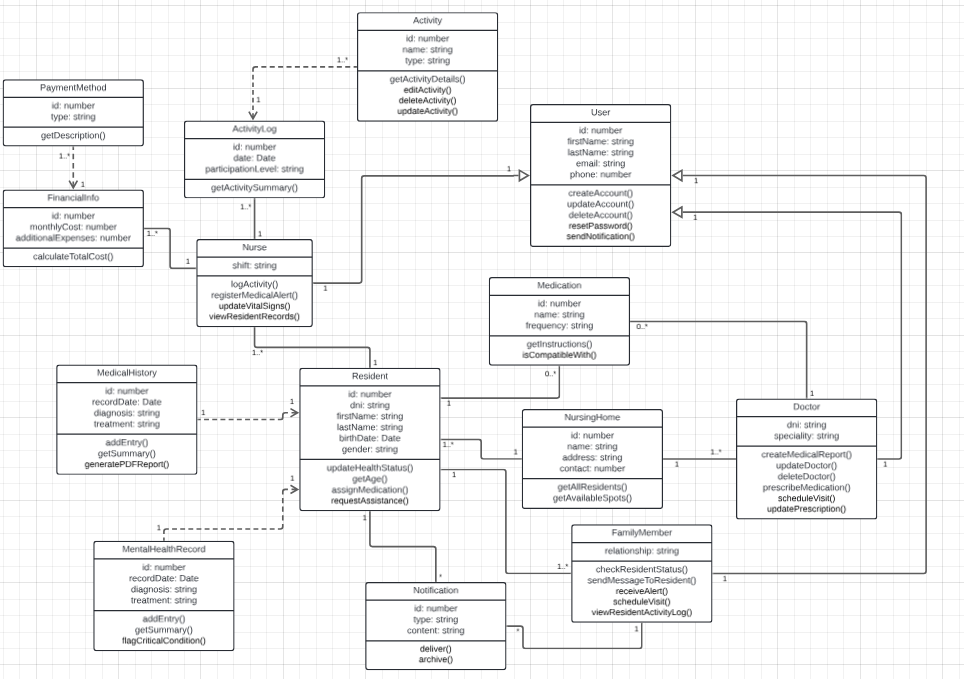 Activity
id: number
name: string
type: string
getActivityDetails()
editActivity()
deleteActivity()
updateActivity()
1..*
1
PaymentMethod
id: number
type: string
getDescription()
1..*
1
ActivityLog
id: number
date: Date
participationLevel: string
getActivitySummary()
1..*
1
User
id: number
firstName: string
lastName: string
email: string
phone: number
createAccount()
updateAccount()
deleteAccount()
resetPassword()
sendNotification()
1
1
1
FinancialInfo
id: number
monthlyCost: number
additionalExpenses: number
calculateTotalCost()
1..*
1
Nurse
shift: string
logActivity()
registerMedicalAlert()
updateVitalSigns()
viewResidentRecords()
1
1..*
1
Medication
id: number
name: string
frequency: string
getInstructions()
isCompatibleWith()
0..*
0..*
1
1
MedicalHistory
id: number
recordDate: Date
diagnosis: string
treatment: string
addEntry()
getSummary()
generatePDFReport()
1
1
Resident
id: number
dni: string
firstName: string
lastName: string
birthDate: Date
gender: string
updateHealthStatus()
getAge()
assignMedication()
requestAssistance()
1..*
1
1
1
1
NursingHome
id: number
name: string
address: string
contact: number
getAllResidents()
getAvailableSpots()
1
1..*
Doctor
dni: string
speciality: string
createMedicalReport()
updateDoctor()
deleteDoctor()
prescribeMedication()
scheduleVisit()
updatePrescription()
1
MentalHealthRecord
id: number
recordDate: Date
diagnosis: string
treatment: string
addEntry()
getSummary()
flagCriticalCondition()
1
FamilyMember
relationship: string
checkResidentStatus()
sendMessageToResident()
receiveAlert()
scheduleVisit()
viewResidentActivityLog()
1..*
1
1
Notification
id: number
type: string
content: string
deliver()
archive()
*
*